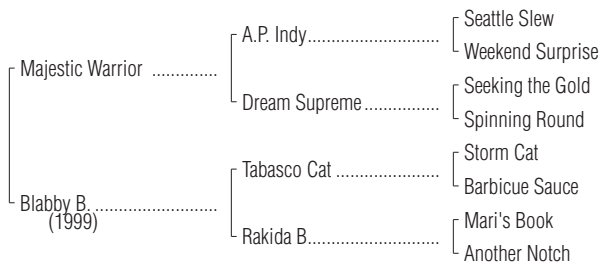 Seattle Slew
A.P. Indy..............................
Weekend Surprise
Majestic Warrior ...............
Seeking the Gold
Dream Supreme.................
Spinning Round
Storm Cat
Tabasco Cat .......................
Barbicue Sauce
Blabby B. ............................
(1999)
Mari's Book
Rakida B..............................
Another Notch